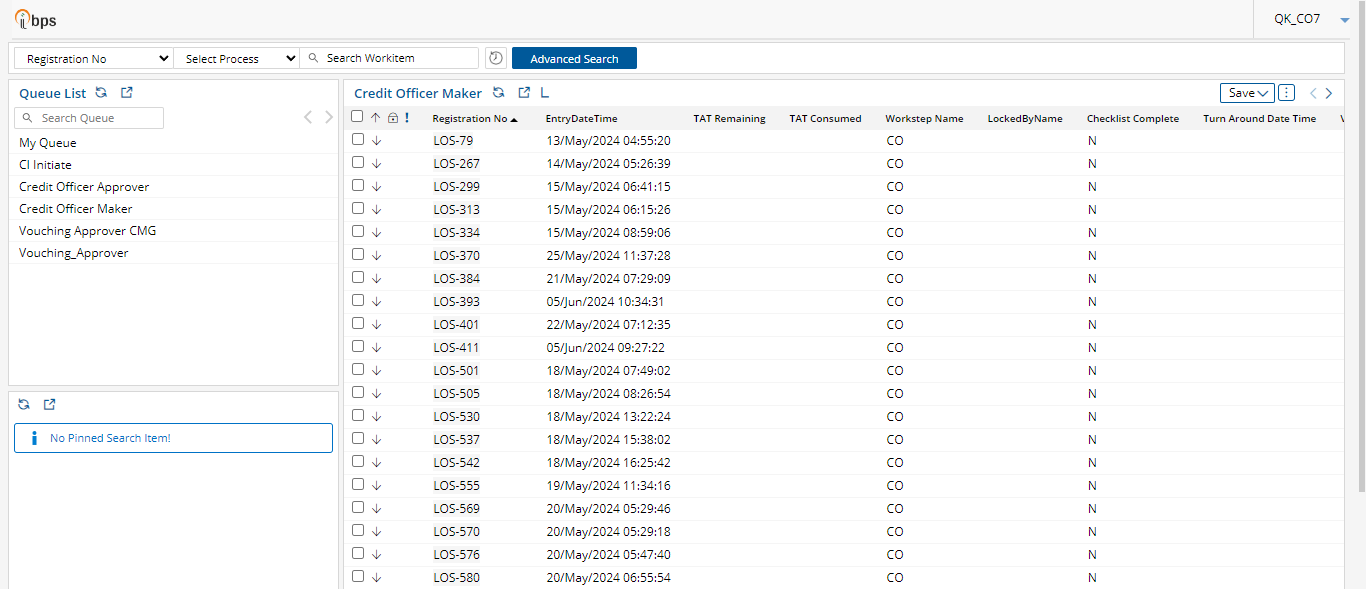 ibps
QK_CO7
Registration No Select Process Search Workitem Advanced Search
Queue List
Search Queue
My Queue
CI Initiate
Credit Officer Approver
Credit Officer Maker
Vouching Approver CMG
Vouching_Approver
No Pinned Search Item!
Credit Officer Maker L Save
Registration No EntryDateTime TAT Remaining TAT Consumed Workstep Name LockedByName Checklist Complete Turn Around Date Time
LOS-79 13/May/2024 04:55:20 CO N
LOS-267 14/May/2024 05:26:39 CO N
LOS-299 15/May/2024 06:41:15 CO N
LOS-313 15/May/2024 06:15:26 CO N
LOS-334 15/May/2024 08:59:06 CO N
LOS-370 25/May/2024 11:37:28 CO N
LOS-384 21/May/2024 07:29:09 CO N
LOS-393 05/Jun/2024 10:34:31 CO N
LOS-401 22/May/2024 07:12:35 CO N
LOS-411 05/Jun/2024 09:27:22 CO N
LOS-501 18/May/2024 07:49:02 CO N
LOS-505 18/May/2024 08:26:54 CO N
LOS-530 18/May/2024 13:22:24 CO N
LOS-537 18/May/2024 15:38:02 CO N
LOS-542 18/May/2024 16:25:42 CO N
LOS-555 19/May/2024 11:34:16 CO N
LOS-569 20/May/2024 05:29:46 CO N
LOS-570 20/May/2024 05:29:18 CO N
LOS-576 20/May/2024 05:47:40 CO N
LOS-580 20/May/2024 06:55:54 CO N